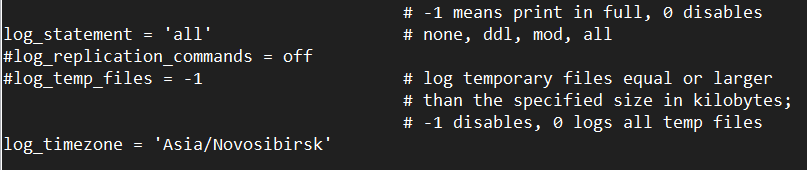 # -1 means print in full, 0 disables
log_statement = 'all' # none, ddl, mod, all
#log_replication_commands = off
#log_temp_files = -1 # log temporary files equal or larger
# than the specified size in kilobytes;
# -1 disables, 0 logs all temp files
log_timezone = 'Asia/Novosibirsk'